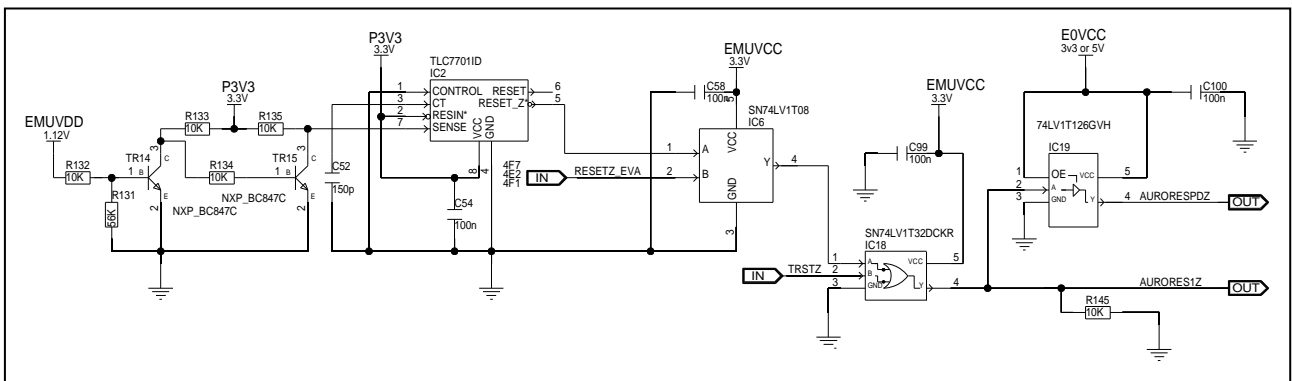 EMUVDD
1.12V
R132
10K
R131
56K
TR14
1 B
3
C
E
2
NXP_BC847C
R133
10K
P3V3
3.3V
R135
10K
R134
10K
TR15
1 B
3
C
E
2
NXP_BC847C
C52
150p
P3V3
3.3V
TLC7701ID
IC2
1 CONTROL RESET 6
3 CT RESET_Z* 5
2 RESIN*
7 SENSE
VCC
GND
8
4
C54
100n
4F7
4E2
4F1
IN RESETZ_EVA
EMUVCC
3.3V
C58
100n
5
SN74LV1T08
IC6
VCC
1 A
Y 4
2 B
GND
3
IN TRSTZ
EMUVCC
3.3V
C99
100n
SN74LV1T32DCKR
IC18
1 A VCC 5
2 B
3 GND Y 4
E0VCC
3v3 or 5V
C100
100n
74LV1T126GVH
IC19
1 OE VCC 5
2 A
3 GND Y 4
AURORESPDZ OUT
AURORES1Z OUT
R145
10K